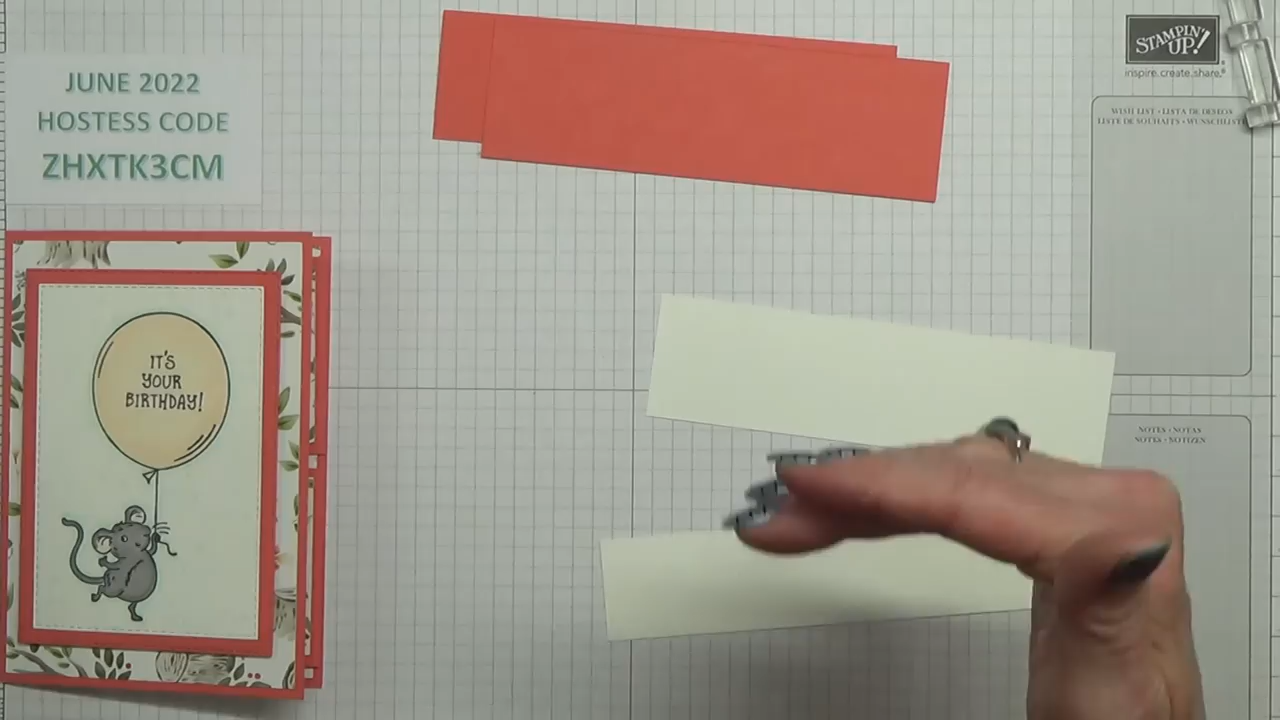 JUNE 2022
HOSTESS CODE
ZHXTK3CM
IT'S
YOUR
BIRTHDAY!
STAMPIN' UP!
inspire.create.share.
WISH LIST • LISTA DE DESEOS
LISTE DE SOUHAITS • WUNSCHLISTE
NOTES • NOTAS
NOTES • NOTIZEN